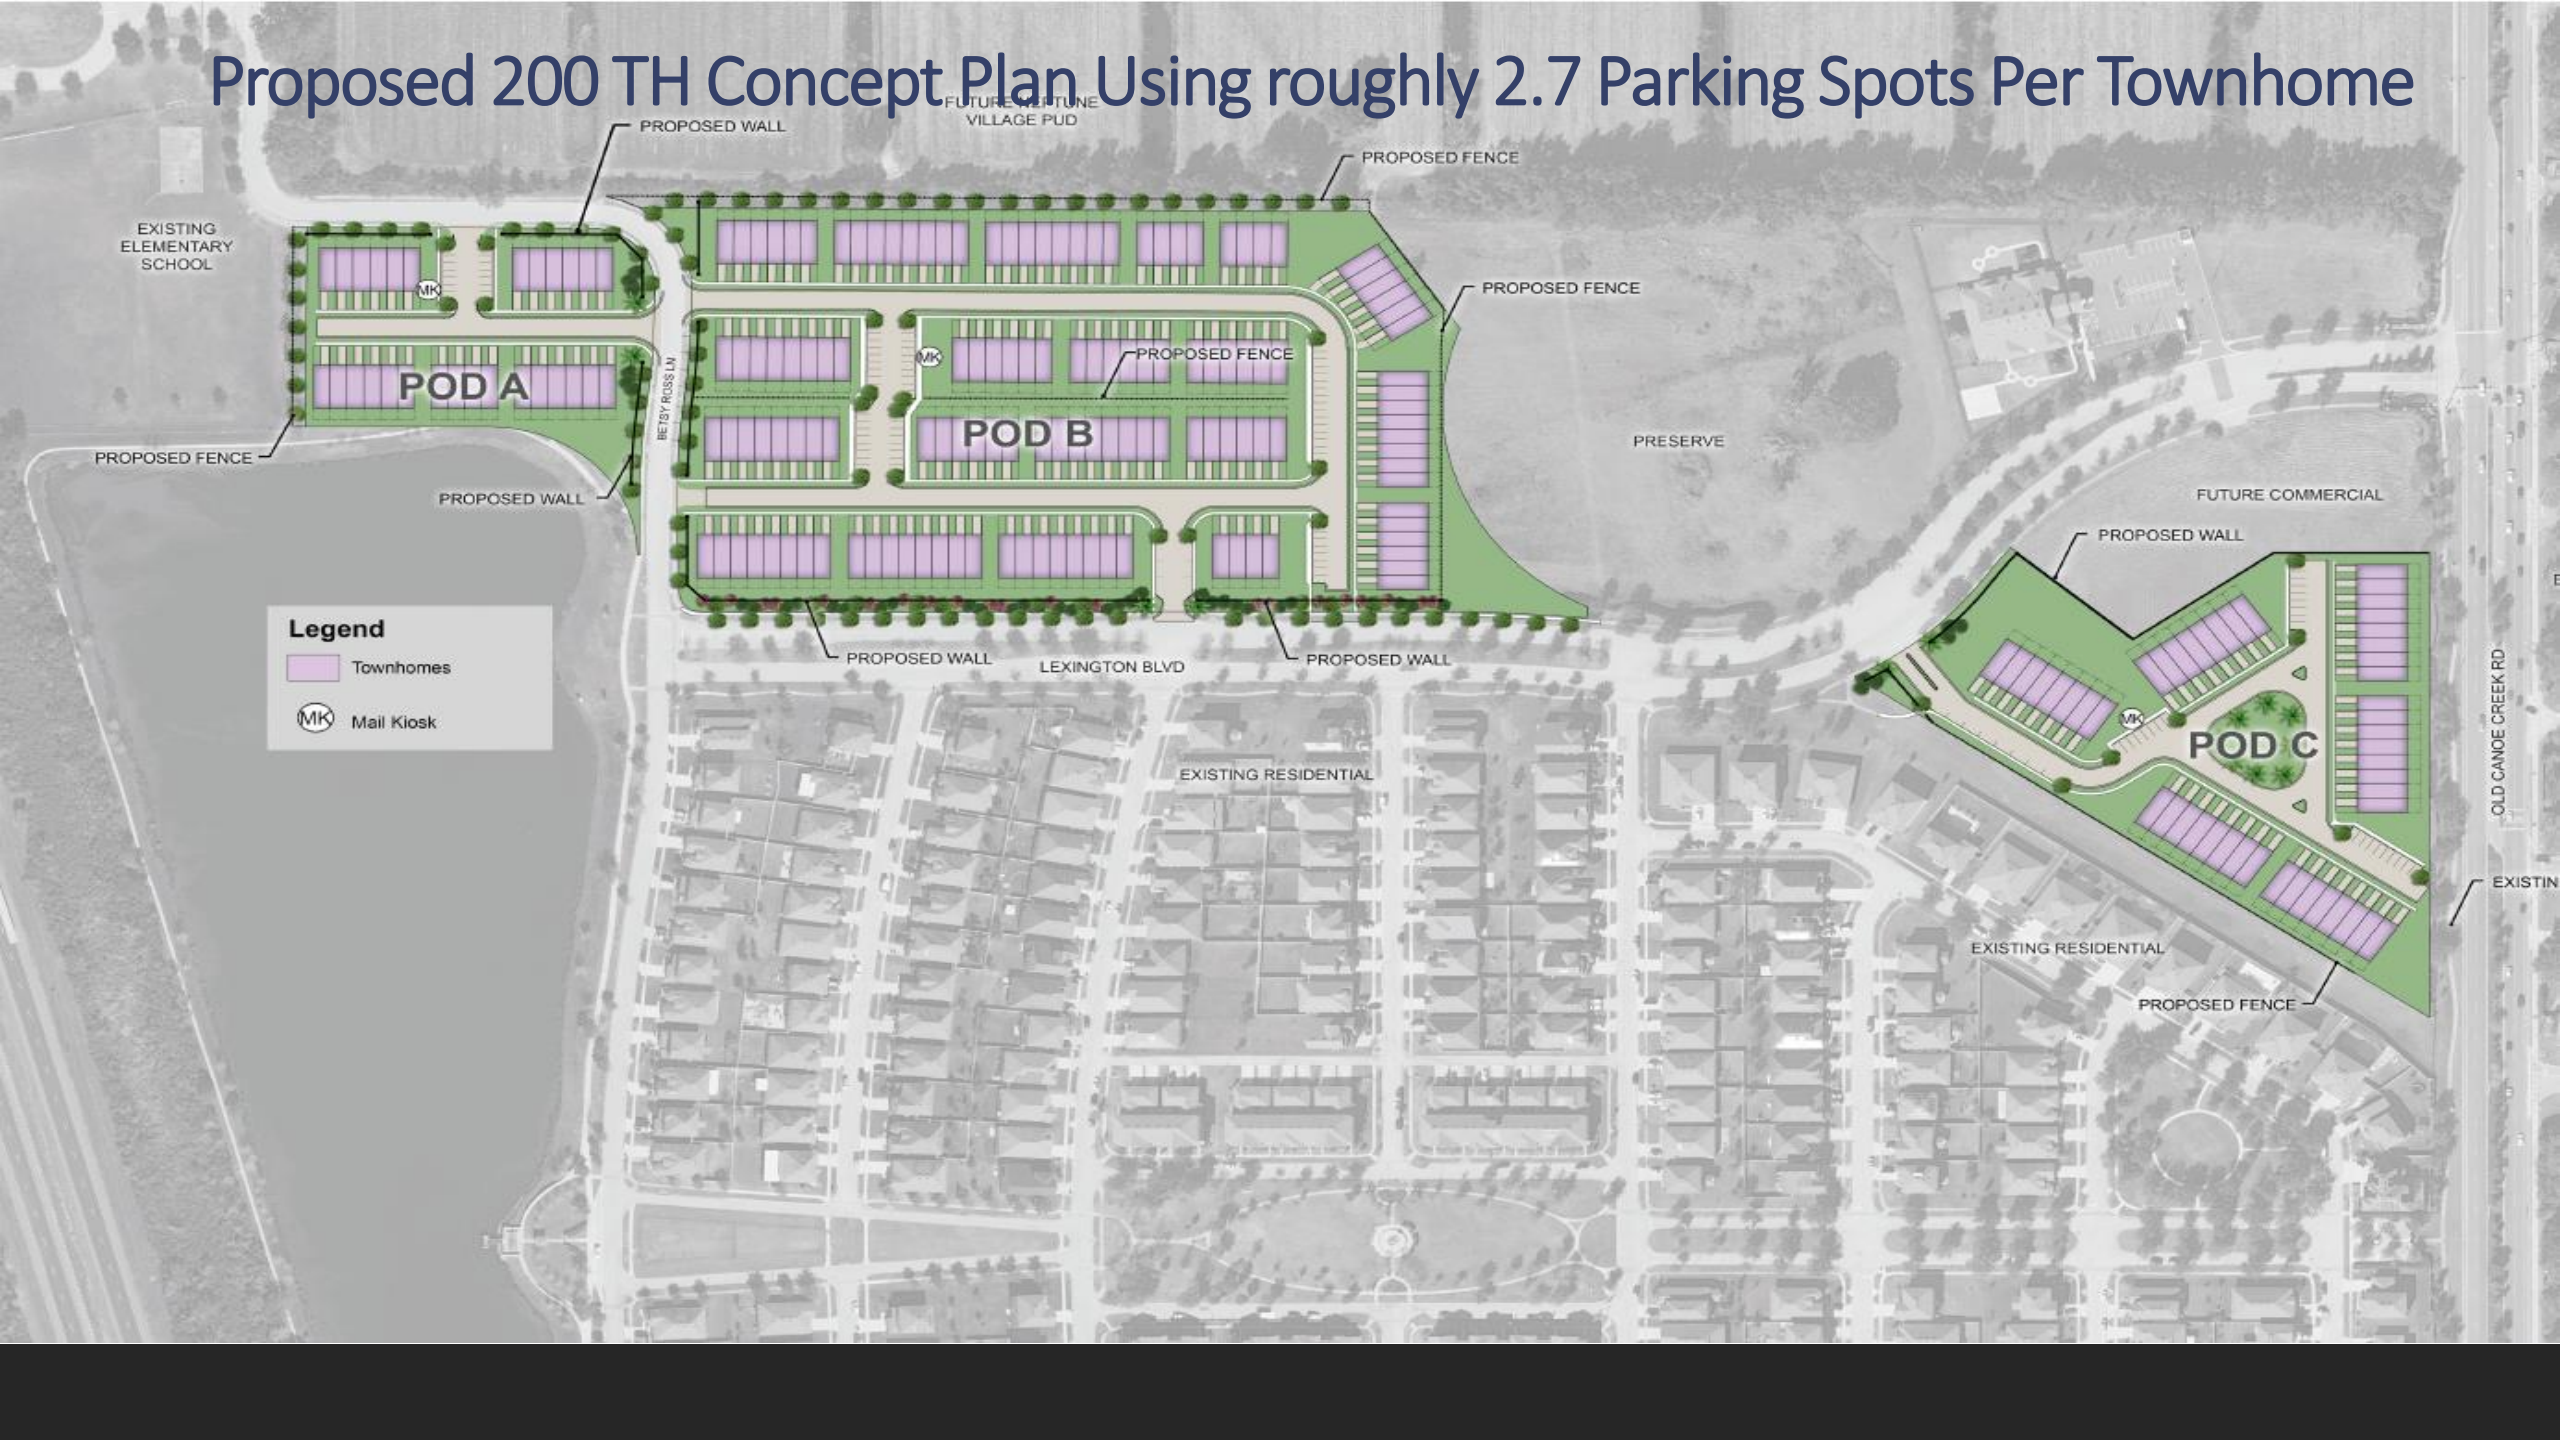 Proposed 200 TH Concept Plan Using roughly 2.7 Parking Spots Per Townhome
FUTURE NEPTUNE
VILLAGE PUD
PROPOSED WALL
PROPOSED FENCE
EXISTING
ELEMENTARY
SCHOOL
PROPOSED FENCE
MK
MK
PROPOSED FENCE
POD A
BETSY ROSS LN
POD B
PRESERVE
PROPOSED FENCE
PROPOSED WALL
FUTURE COMMERCIAL
PROPOSED WALL
Legend
Townhomes
MK Mail Kiosk
PROPOSED WALL
LEXINGTON BLVD
PROPOSED WALL
MK
POD C
OLD CANOE CREEK RD
EXISTING RESIDENTIAL
EXISTIN
EXISTING RESIDENTIAL
PROPOSED FENCE